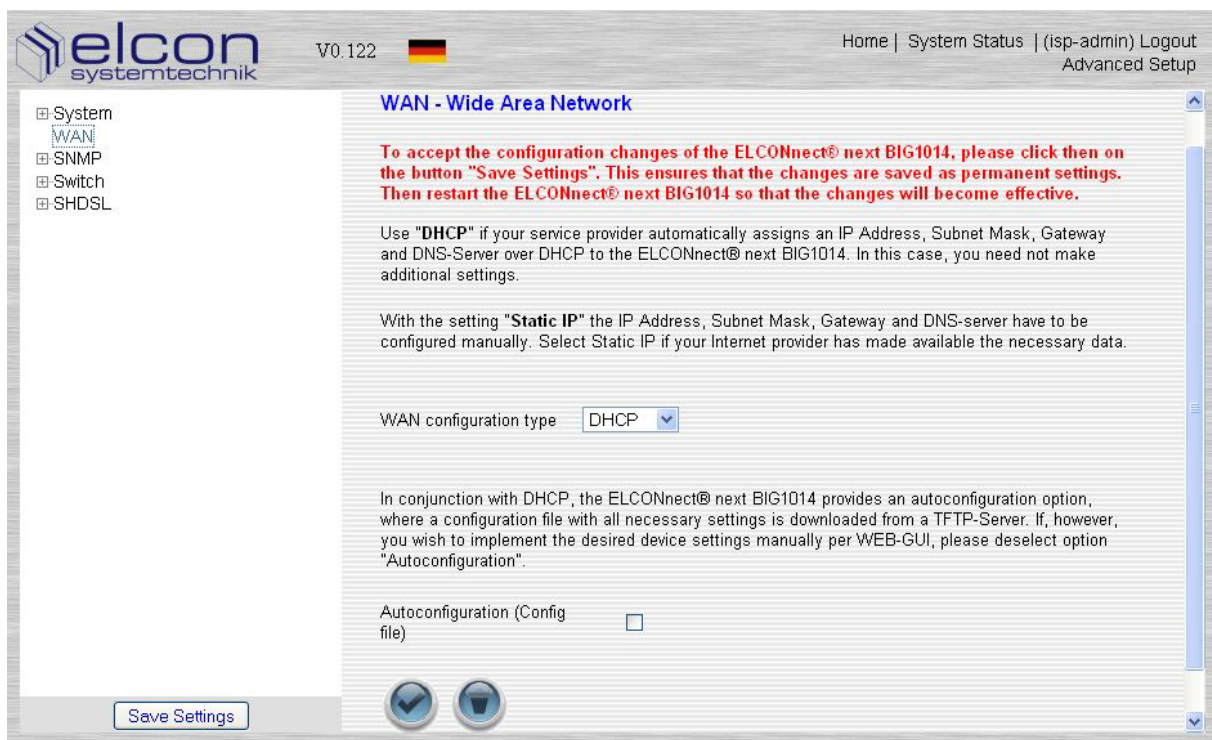 elcon
systemtechnik
V0.122
Home | System Status | (isp-admin) Logout
Advanced Setup
System
WAN
SNMP
Switch
SHDSL
WAN - Wide Area Network
To accept the configuration changes of the ELCONnect® next BIG1014, please click then on
the button "Save Settings". This ensures that the changes are saved as permanent settings.
Then restart the ELCONnect® next BIG1014 so that the changes will become effective.
Use "DHCP" if your service provider automatically assigns an IP Address, Subnet Mask, Gateway
and DNS-Server over DHCP to the ELCONnect® next BIG1014. In this case, you need not make
additional settings.
With the setting "Static IP" the IP Address, Subnet Mask, Gateway and DNS-server have to be
configured manually. Select Static IP if your Internet provider has made available the necessary data.
WAN configuration type DHCP
In conjunction with DHCP, the ELCONnect® next BIG1014 provides an autoconfiguration option,
where a configuration file with all necessary settings is downloaded from a TFTP-Server. If, however,
you wish to implement the desired device settings manually per WEB-GUI, please deselect option
"Autoconfiguration".
Autoconfiguration (Config
file)
Save Settings